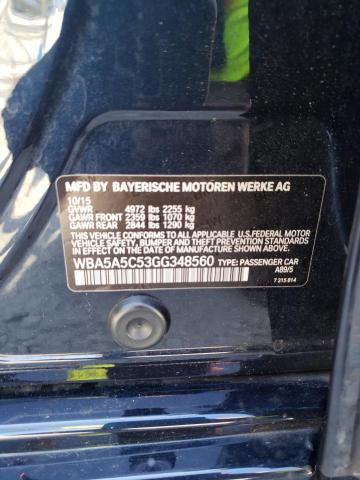 MFD BY BAYERISCHE MOTOREN WERKE AG
10/15
GVWR 4972 lbs 2255 kg
GAWR FRONT 2359 lbs 1070 kg
GAWR REAR 2844 lbs 1290 kg
THIS VEHICLE CONFORMS TO ALL APPLICABLE U.S.FEDERAL MOTOR
VEHICLE SAFETY, BUMPER, AND THEFT PREVENTION STANDARDS IN
EFFECT ON THE DATE OF MANUFACTURE SHOWN ABOVE.
WBA5A5C53GG348560 TYPE: PASSENGER CAR
A89/5
7 215 814